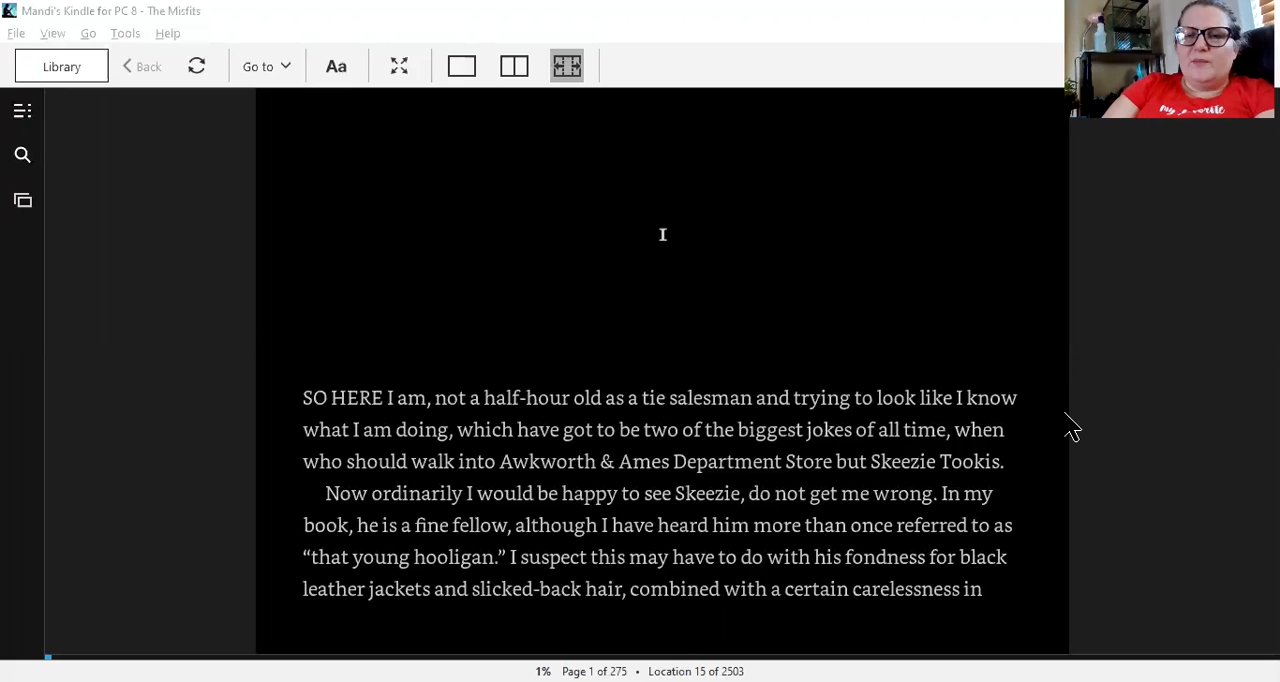 Mandi's Kindle for PC 8 - The Misfits
File View Go Tools Help
Library Back Go to Aa
I
SO HERE I am, not a half-hour old as a tie salesman and trying to look like I know
what I am doing, which have got to be two of the biggest jokes of all time, when
who should walk into Awkworth & Ames Department Store but Skeezie Tookis.
Now ordinarily I would be happy to see Skeezie, do not get me wrong. In my
book, he is a fine fellow, although I have heard him more than once referred to as
“that young hooligan.” I suspect this may have to do with his fondness for black
leather jackets and slicked-back hair, combined with a certain carelessness in
1% Page 1 of 275 • Location 15 of 2503
my favorite